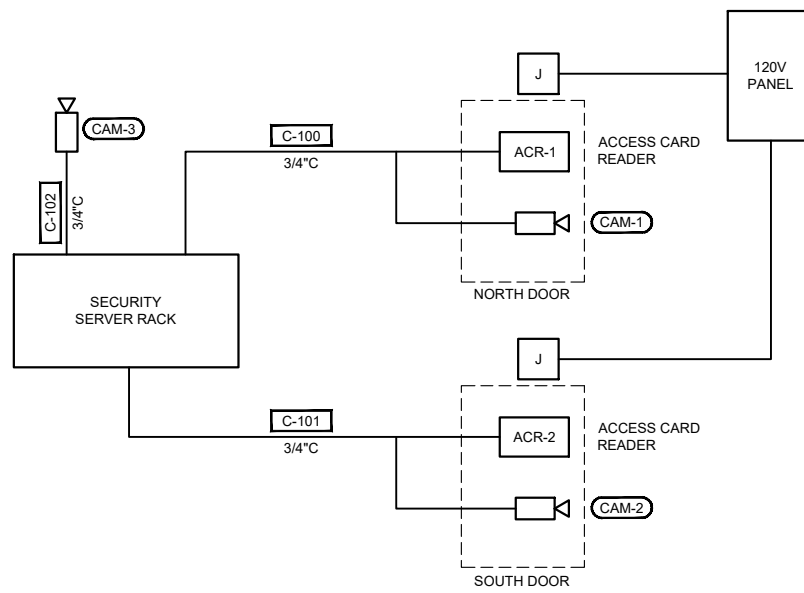 120V
PANEL
J
CAM-3
C-100
3/4"C
ACR-1
ACCESS CARD
READER
C-102
3/4"C
CAM-1
SECURITY
SERVER RACK
NORTH DOOR
J
C-101
3/4"C
ACR-2
ACCESS CARD
READER
CAM-2
SOUTH DOOR